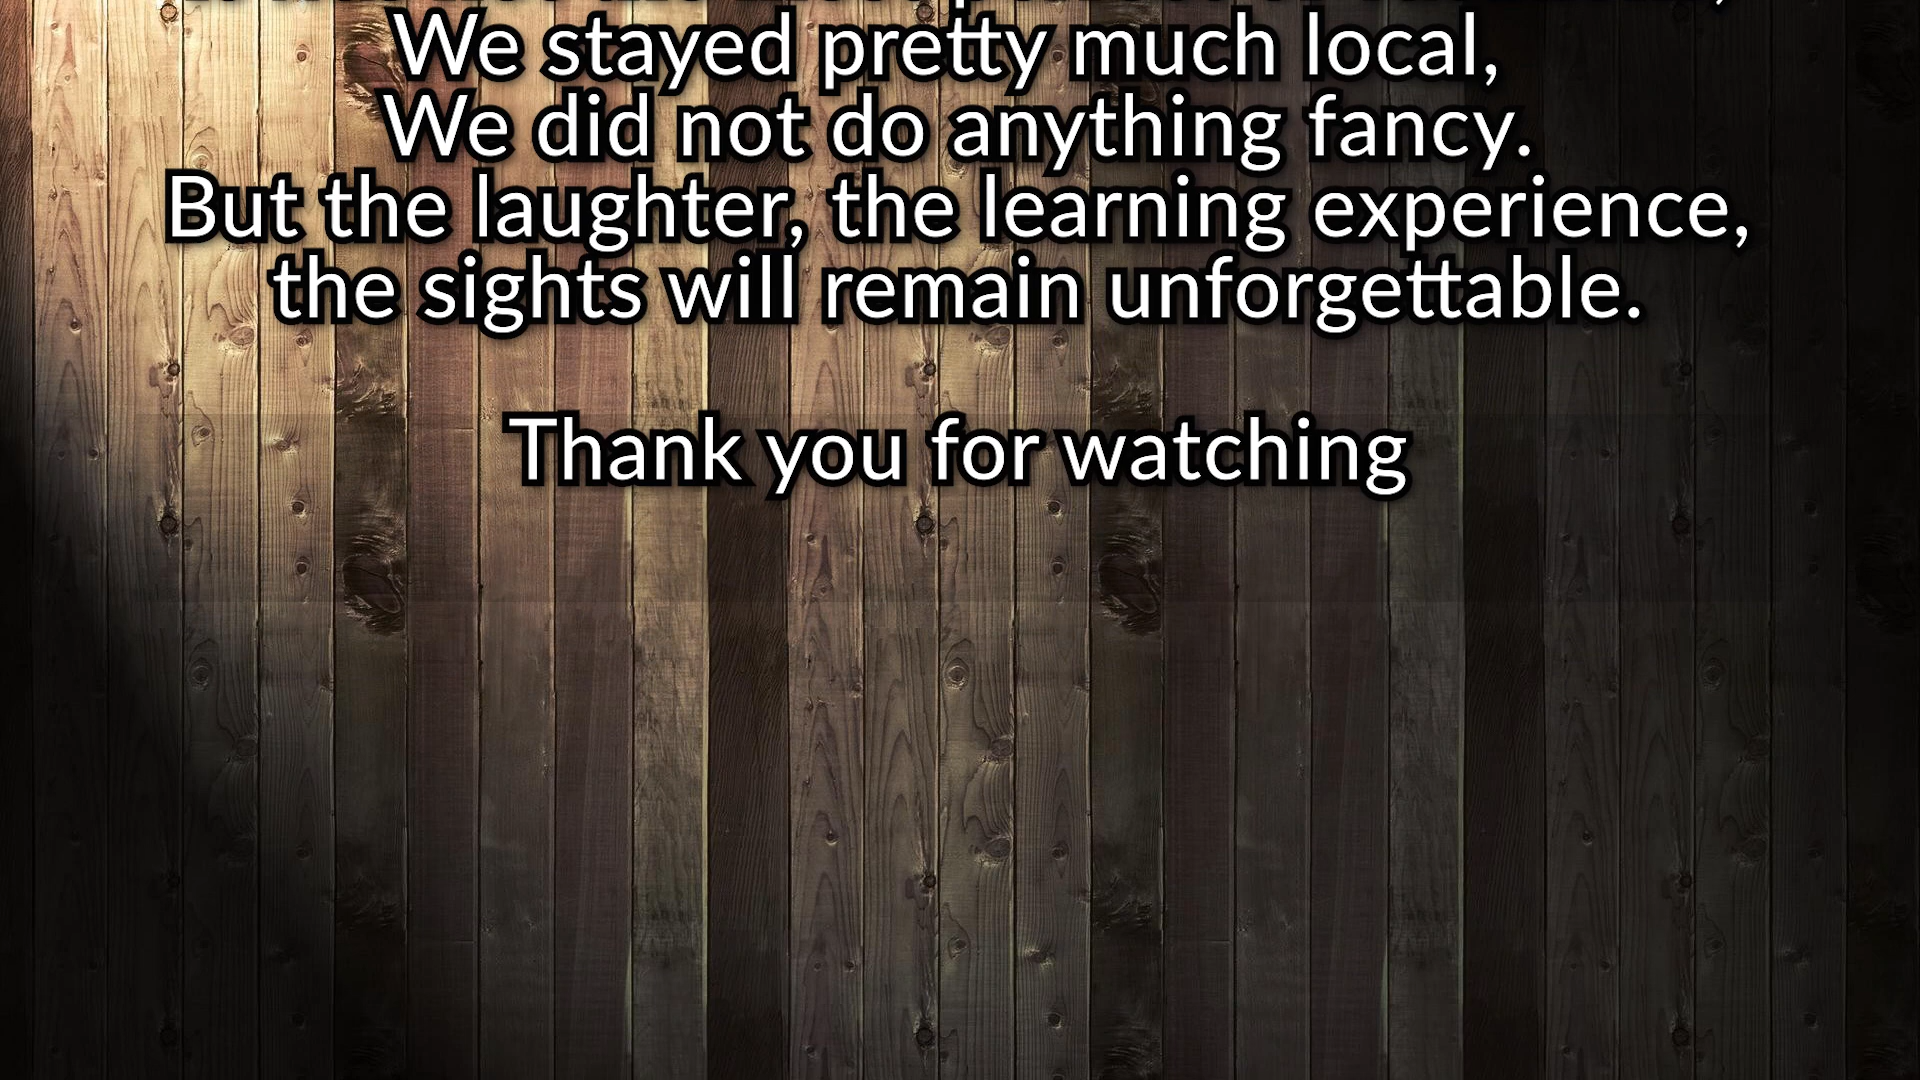 We stayed pretty much local,
We did not do anything fancy.
But the laughter, the learning experience,
the sights will remain unforgettable.
Thank you for watching